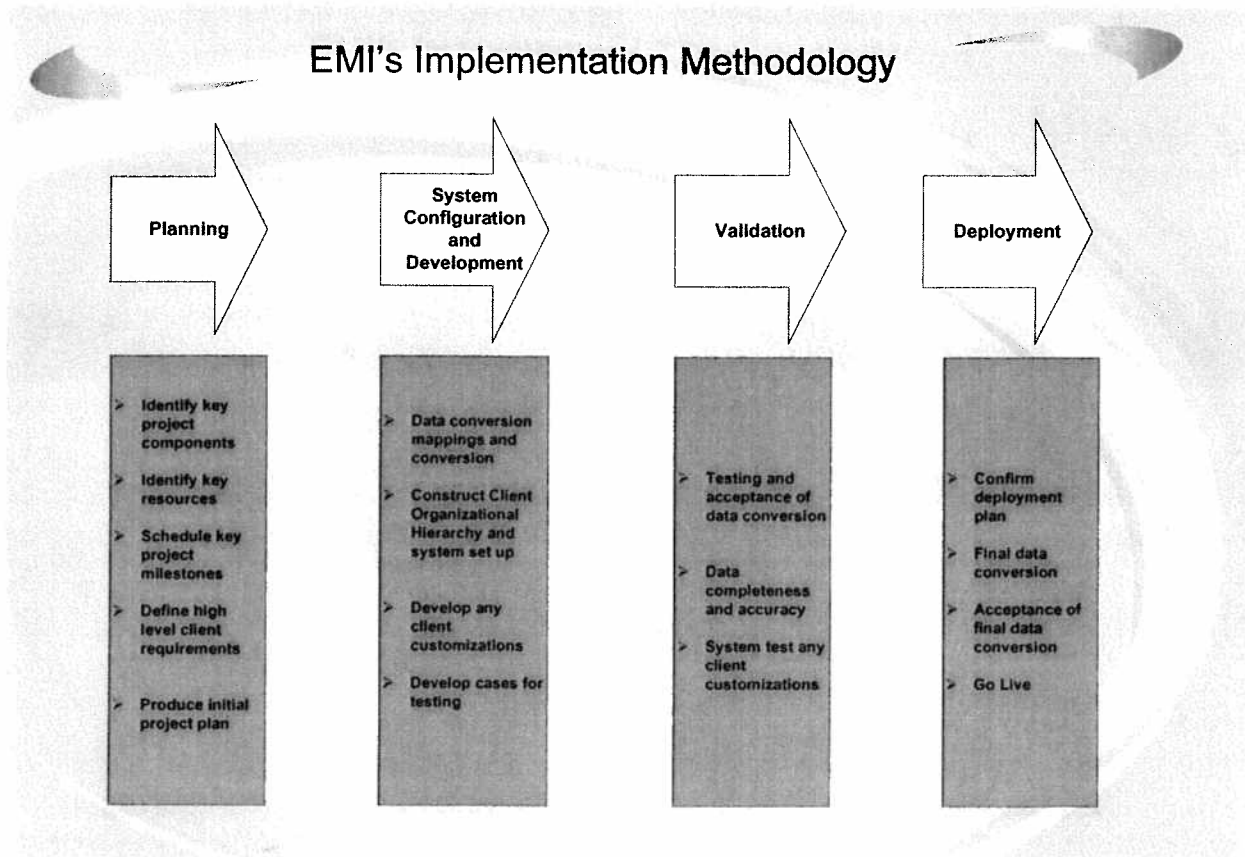 EMI's Implementation Methodology
Planning
System
Configuration
and
Development
Validation
Deployment
➢ Identify key
project
components
➢ Identify key
resources
➢ Schedule key
project
milestones
➢ Define high
level client
requirements
➢ Produce initial
project plan
➢ Data conversion
mappings and
conversion
➢ Construct Client
Organizational
Hierarchy and
system set up
➢ Develop any
client
customizations
➢ Develop cases for
testing
➢ Testing and
acceptance of
data conversion
➢ Data
completeness
and accuracy
➢ System test any
client
customizations
➢ Confirm
deployment
plan
➢ Final data
conversion
➢ Acceptance of
final data
conversion
➢ Go Live